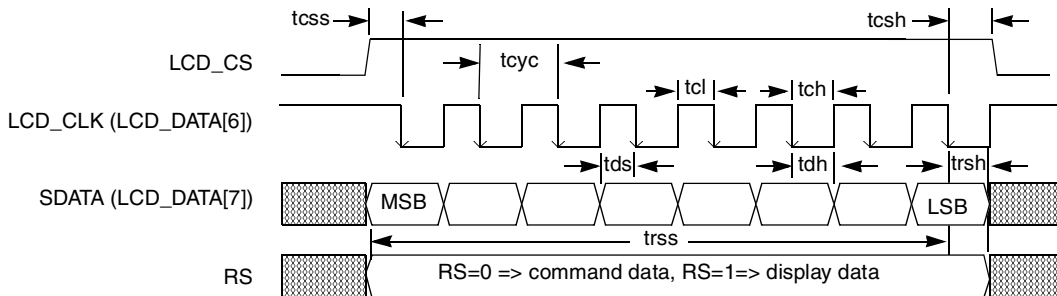 tcss
tcsh
LCD_CS
tcyc
tcl
tch
LCD_CLK (LCD_DATA[6])
tds
tdh
trsh
SDATA (LCD_DATA[7])
MSB
LSB
trss
RS
RS=0 => command data, RS=1=> display data